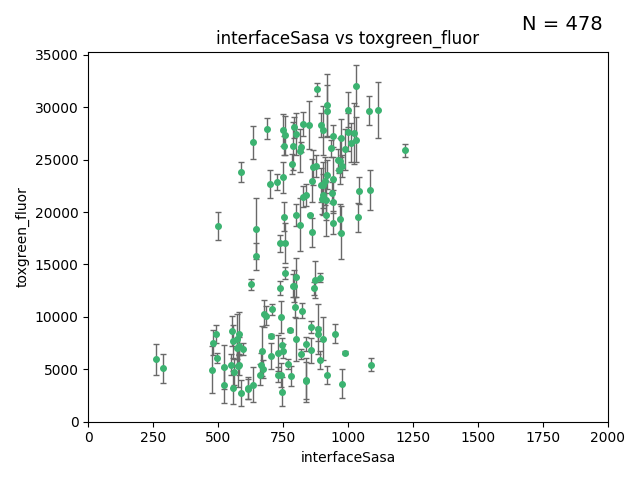 N = 478
interfaceSasa vs toxgreen_fluor
35000
30000
25000
20000
15000
10000
5000
0
toxgreen_fluor
0 250 500 750 1000 1250 1500 1750 2000
interfaceSasa